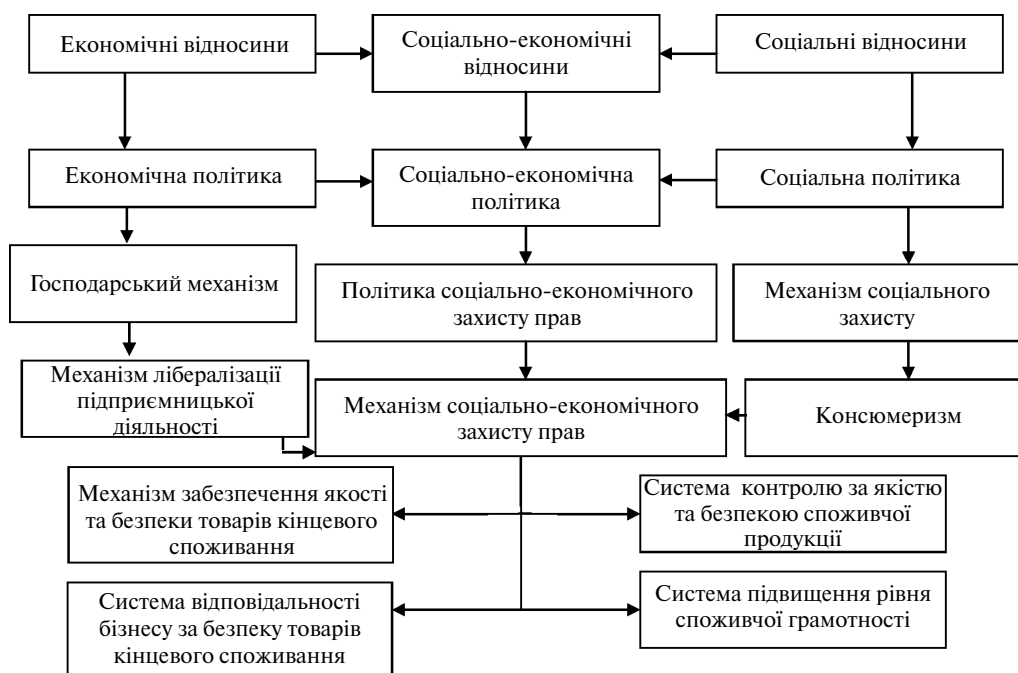 Економічні відносини
Соціально-економічні
відносини
Соціальні відносини
Економічна політика
Соціально-економічна
політика
Соціальна політика
Господарський механізм
Політика соціально-економічного
захисту прав
Механізм соціального
захисту
Механізм лібералізації
підприємницької
діяльності
Механізм соціально-економічного
захисту прав
Консюмеризм
Механізм забезпечення якості
та безпеки товарів кінцевого
споживання
Система контролю за якістю
та безпекою споживчої
продукції
Система відповідальності
бізнесу за безпеку товарів
кінцевого споживання
Система підвищення рівня
споживчої грамотності